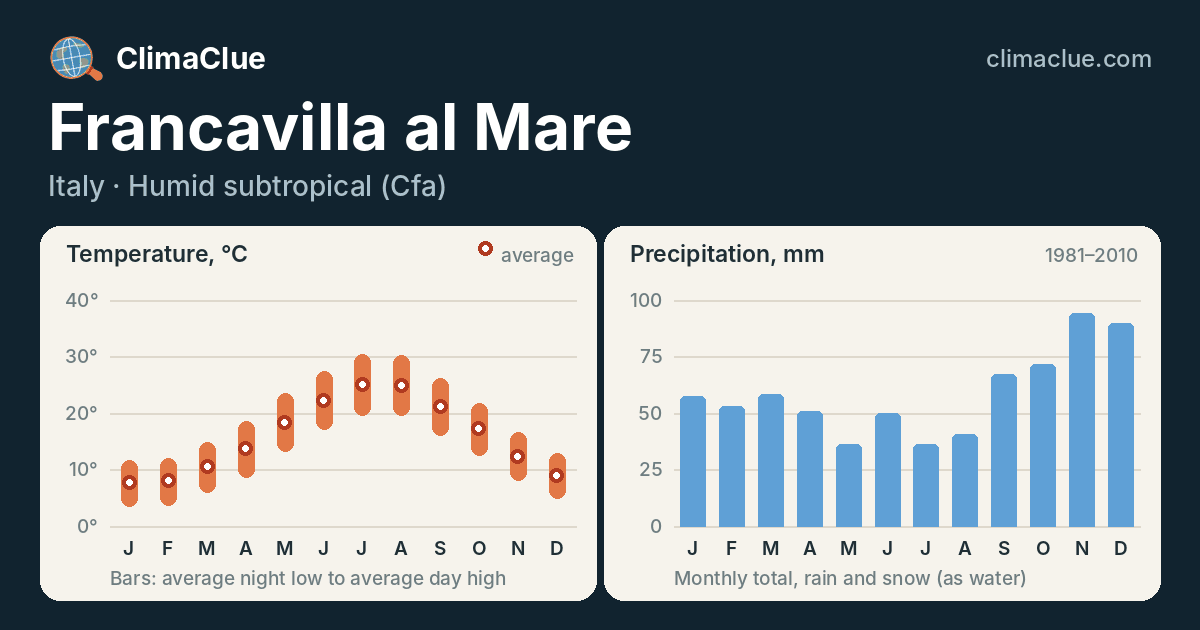 ClimaClue
climaclue.com
Francavilla al Mare
Italy · Humid subtropical (Cfa)
Temperature, °C
average
40°
30°
20°
10°
0°
J F M A M J J A S O N D
Bars: average night low to average day high
Precipitation, mm
1981–2010
100
75
50
25
0
J F M A M J J A S O N D
Monthly total, rain and snow (as water)